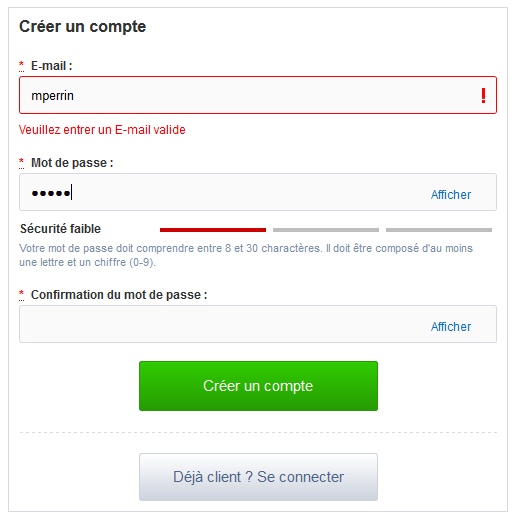 Créer un compte
* E-mail :
mperrin
!
Veuillez entrer un E-mail valide
* Mot de passe :
•••••
Afficher
Sécurité faible
Votre mot de passe doit comprendre entre 8 et 30 charactères. Il doit être composé d'au moins
une lettre et un chiffre (0-9).
* Confirmation du mot de passe :
Afficher
Créer un compte
Déjà client ? Se connecter